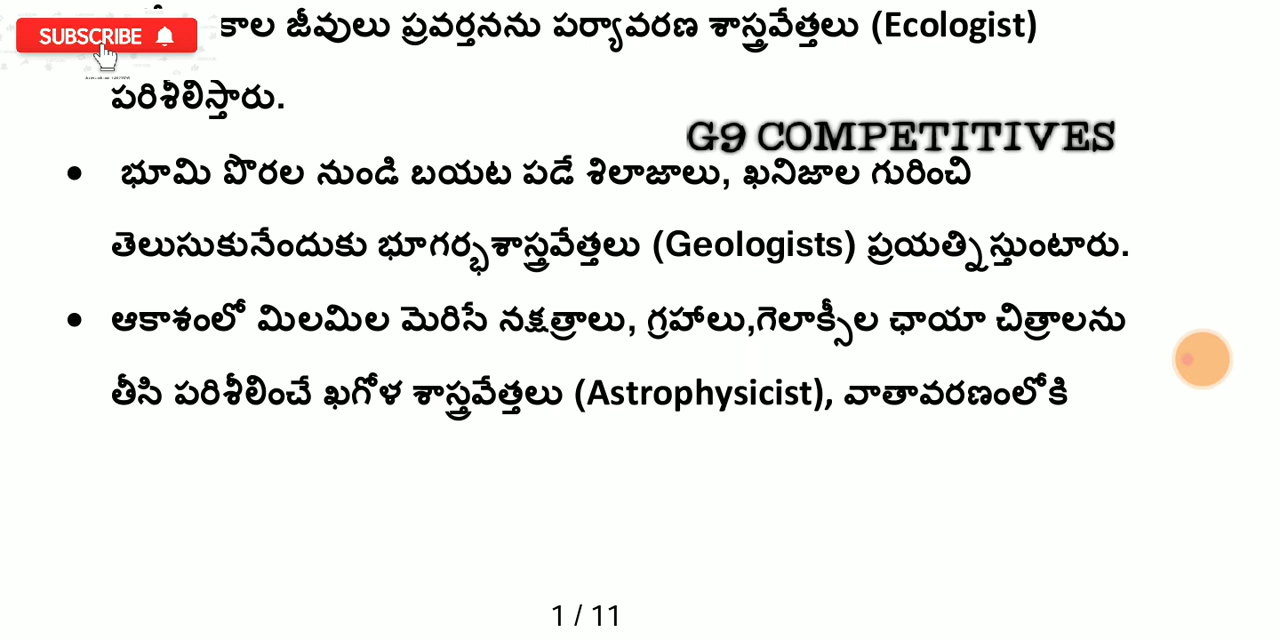 SUBSCRIBE
కాల జీవులు ప్రవర్తనను పర్యావరణ శాస్త్రవేత్తలు (Ecologist)
పరిశీలిస్తారు.
G9 COMPETITIVES
• భూమి పొరల నుండి బయట పడే శిలాజాలు, ఖనిజాల గురించి
తెలుసుకునేందుకు భూగర్భశాస్త్రవేత్తలు (Geologists) ప్రయత్నిస్తుంటారు.
• ఆకాశంలో మిలమిల మెరిసే నక్షత్రాలు, గ్రహాలు,గెలాక్సీల ఛాయా చిత్రాలను
తీసి పరిశీలించే ఖగోళ శాస్త్రవేత్తలు (Astrophysicist), వాతావరణంలోకి
1 / 11